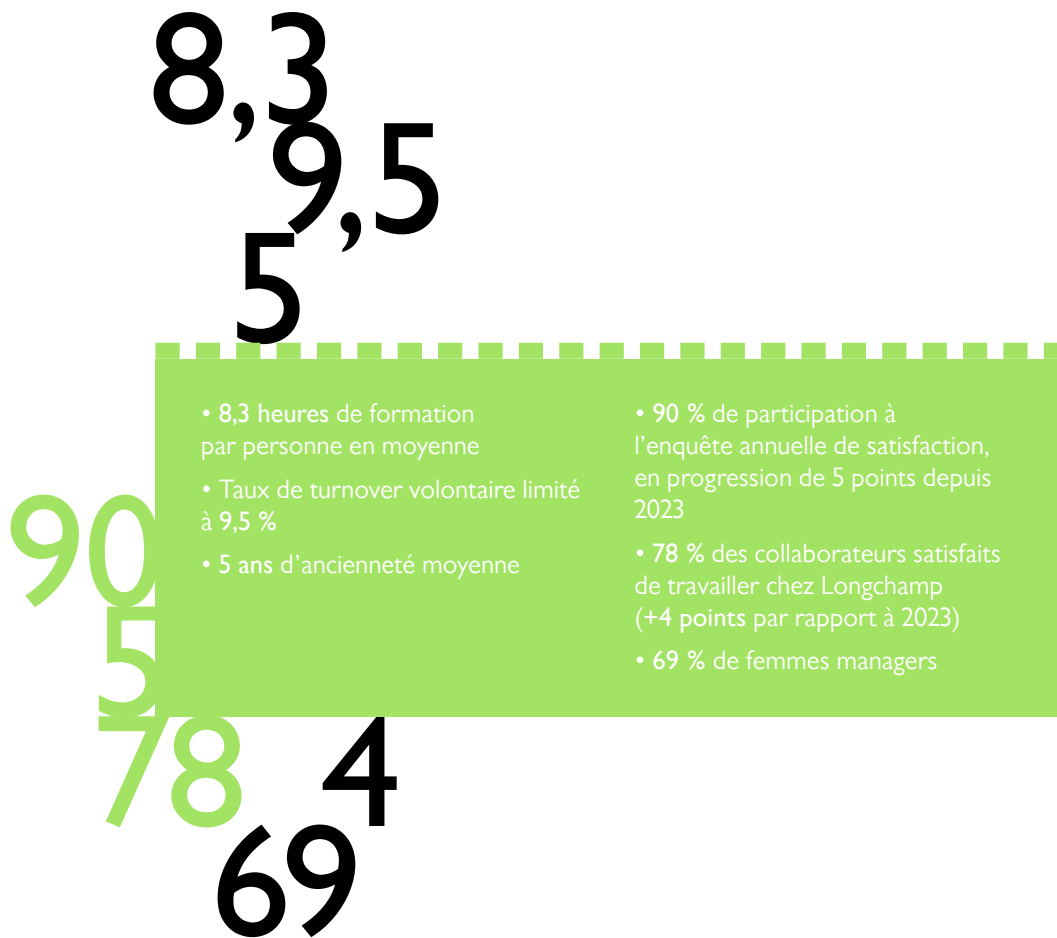 8,3
9,5
5
• 8,3 heures de formation
par personne en moyenne
• Taux de turnover volontaire limité
à 9,5 %
• 5 ans d’ancienneté moyenne
• 90 % de participation à
l’enquête annuelle de satisfaction,
en progression de 5 points depuis
2023
• 78 % des collaborateurs satisfaits
de travailler chez Longchamp
(+4 points par rapport à 2023)
• 69 % de femmes managers
90
5
78
4
69